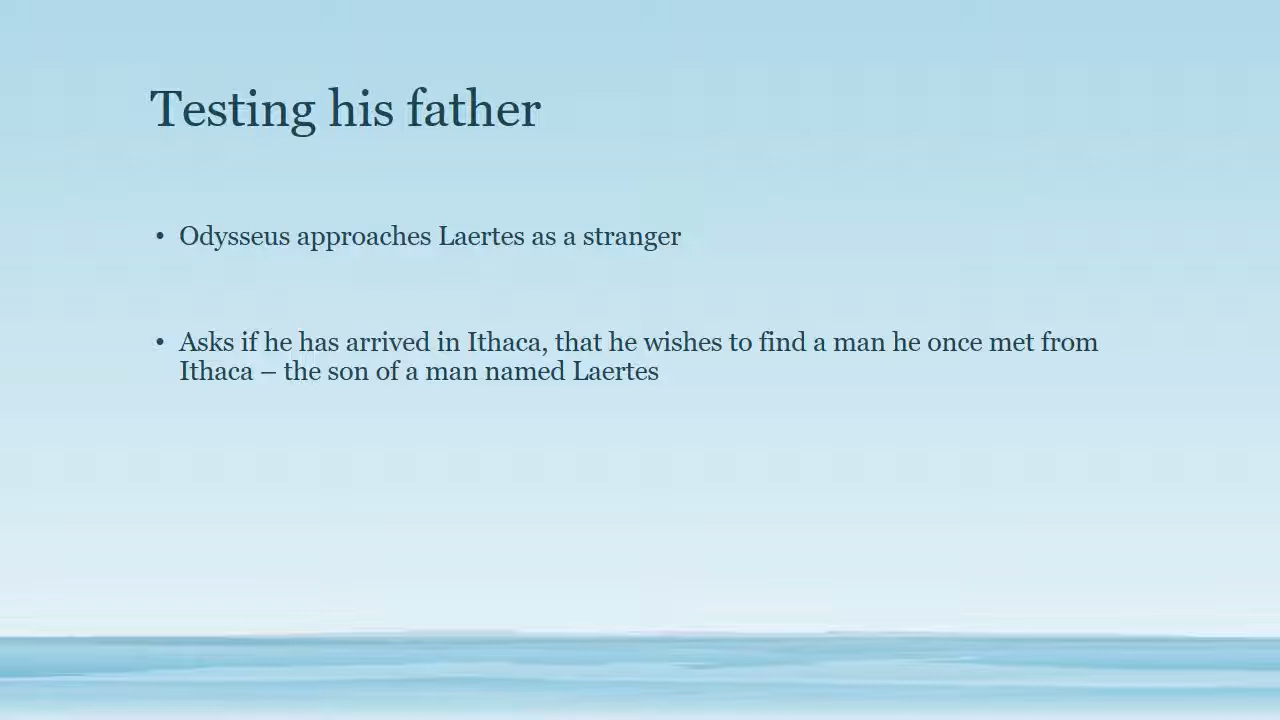 Testing his father
• Odysseus approaches Laertes as a stranger
• Asks if he has arrived in Ithaca, that he wishes to find a man he once met from
Ithaca – the son of a man named Laertes